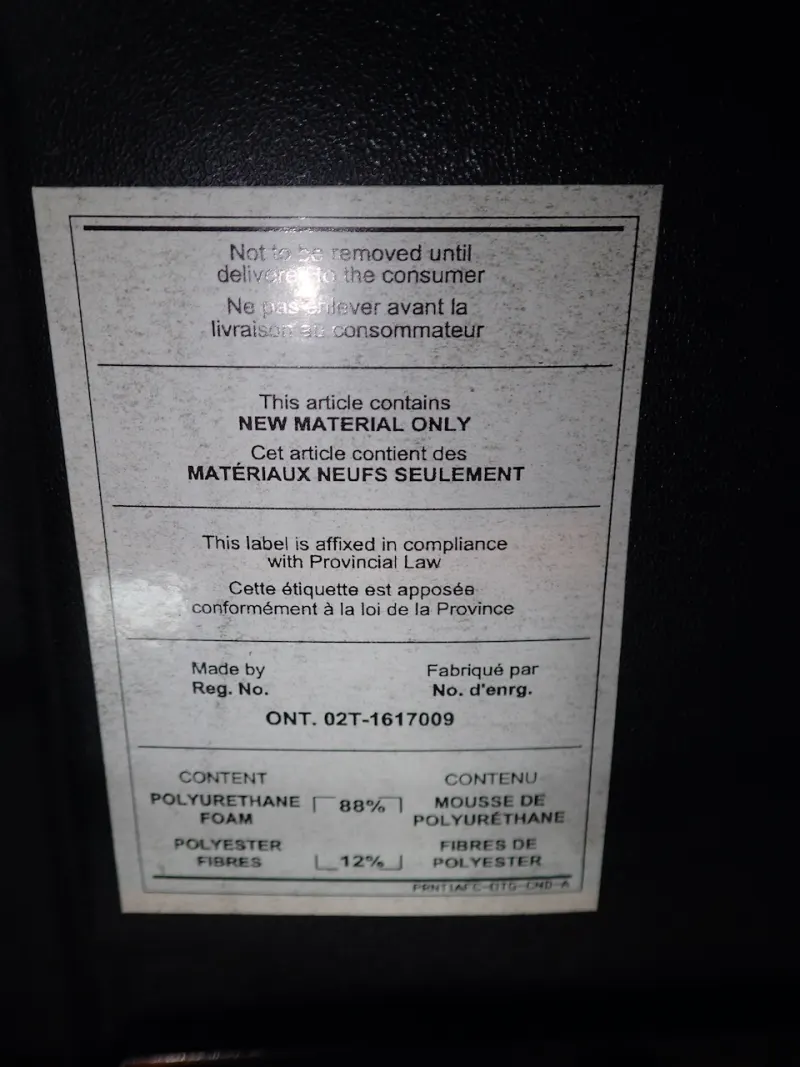 Not to be removed until
delivered to the consumer
Ne pas enlever avant la
livraison au consommateur
This article contains
NEW MATERIAL ONLY
Cet article contient des
MATÉRIAUX NEUFS SEULEMENT
This label is affixed in compliance
with Provincial Law
Cette étiquette est apposée
conformément à la loi de la Province
Made by Fabriqué par
Reg. No. No. d'enrg.
ONT. 02T-1617009
CONTENT CONTENU
POLYURETHANE 88% MOUSSE DE
FOAM POLYURÉTHANE
POLYESTER FIBRES DE
FIBRES 12% POLYESTER